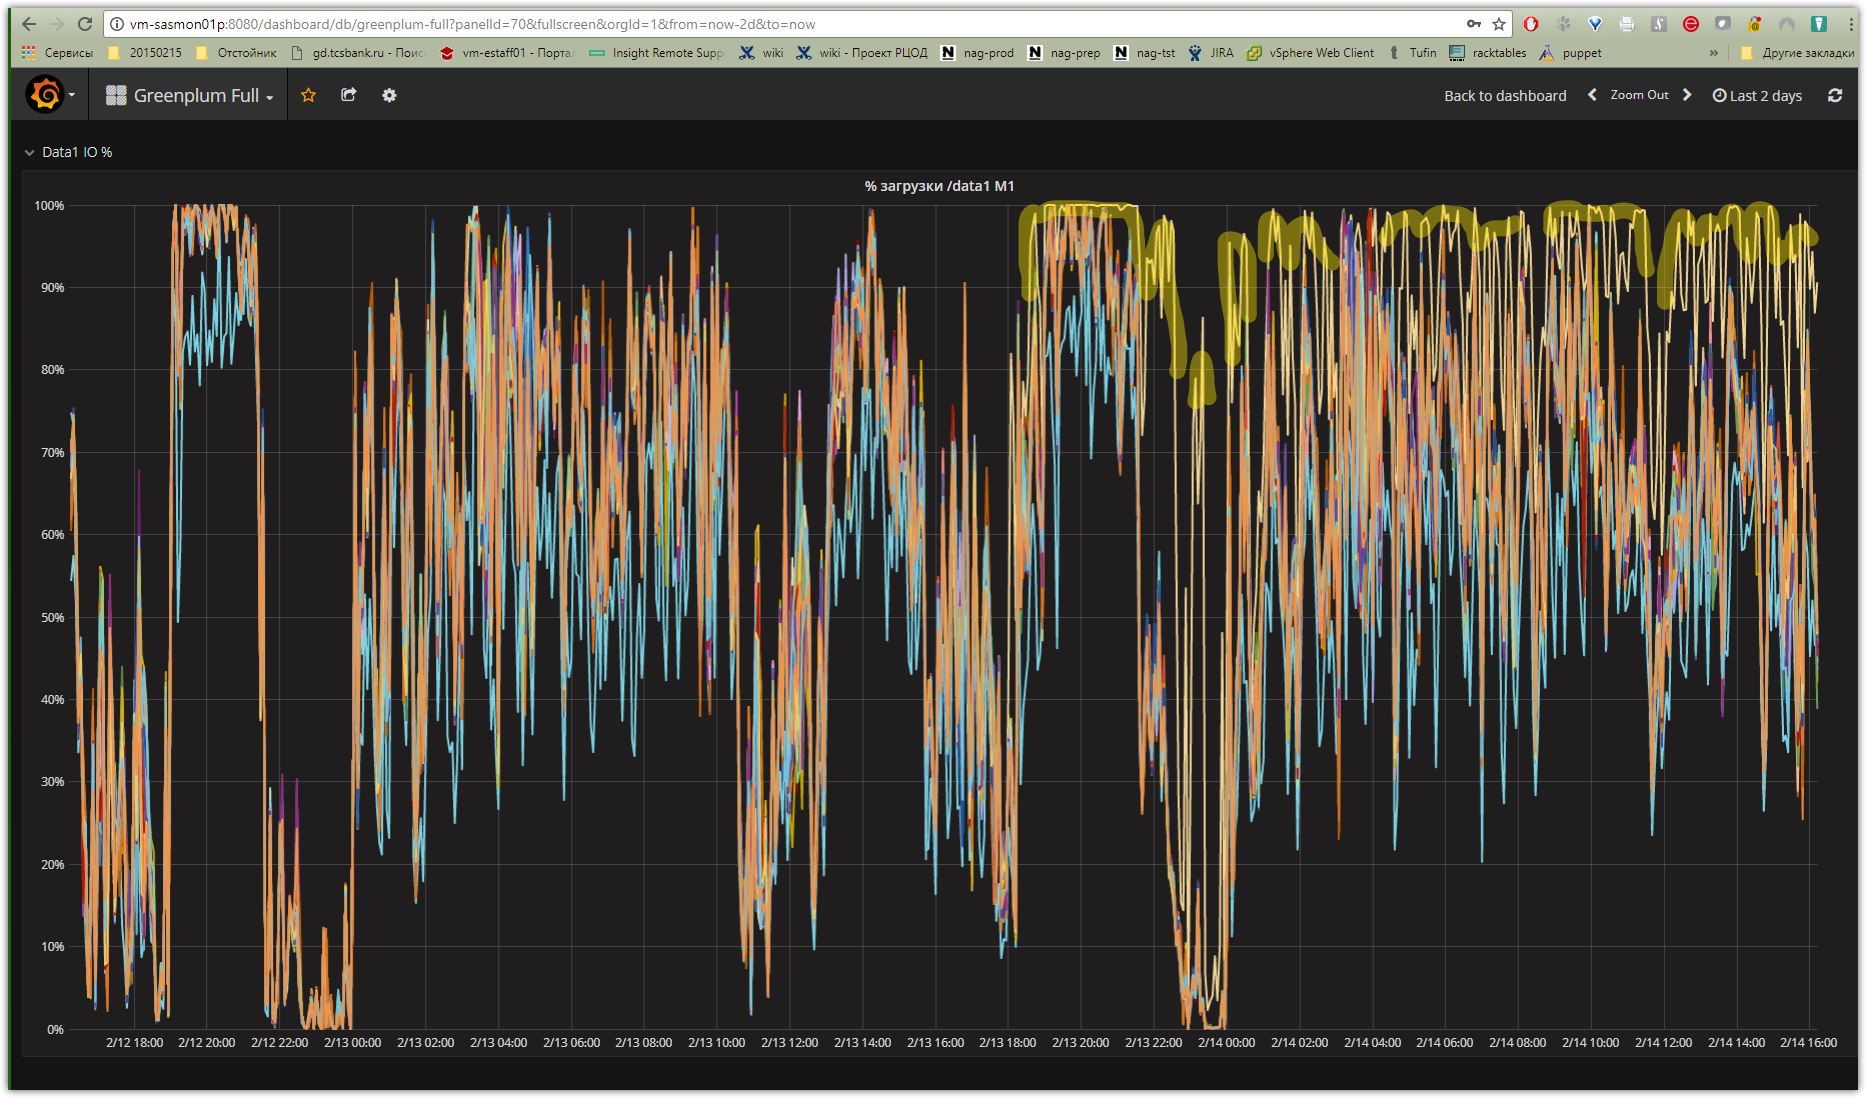 vm-sasmon01p:8080/dashboard/db/greenplum-full?panelId=70&fullscreen&orgId=1&from=now-2d&to=now
Сервисы 20150215 Отстойник gd.tcsbank.ru - Поис vm-estaff01 - Порта Insight Remote Supp wiki wiki - Проект РЦОД nag-prod nag-prep nag-tst JIRA vSphere Web Client Tufin racktables puppet » Другие закладки
Greenplum Full Back to dashboard Zoom Out Last 2 days
Data1 IO %
% загрузки /data1 M1
100%
90%
80%
70%
60%
50%
40%
30%
20%
10%
0%
2/12 18:00 2/12 20:00 2/12 22:00 2/13 00:00 2/13 02:00 2/13 04:00 2/13 06:00 2/13 08:00 2/13 10:00 2/13 12:00 2/13 14:00 2/13 16:00 2/13 18:00 2/13 20:00 2/13 22:00 2/14 00:00 2/14 02:00 2/14 04:00 2/14 06:00 2/14 08:00 2/14 10:00 2/14 12:00 2/14 14:00 2/14 16:00